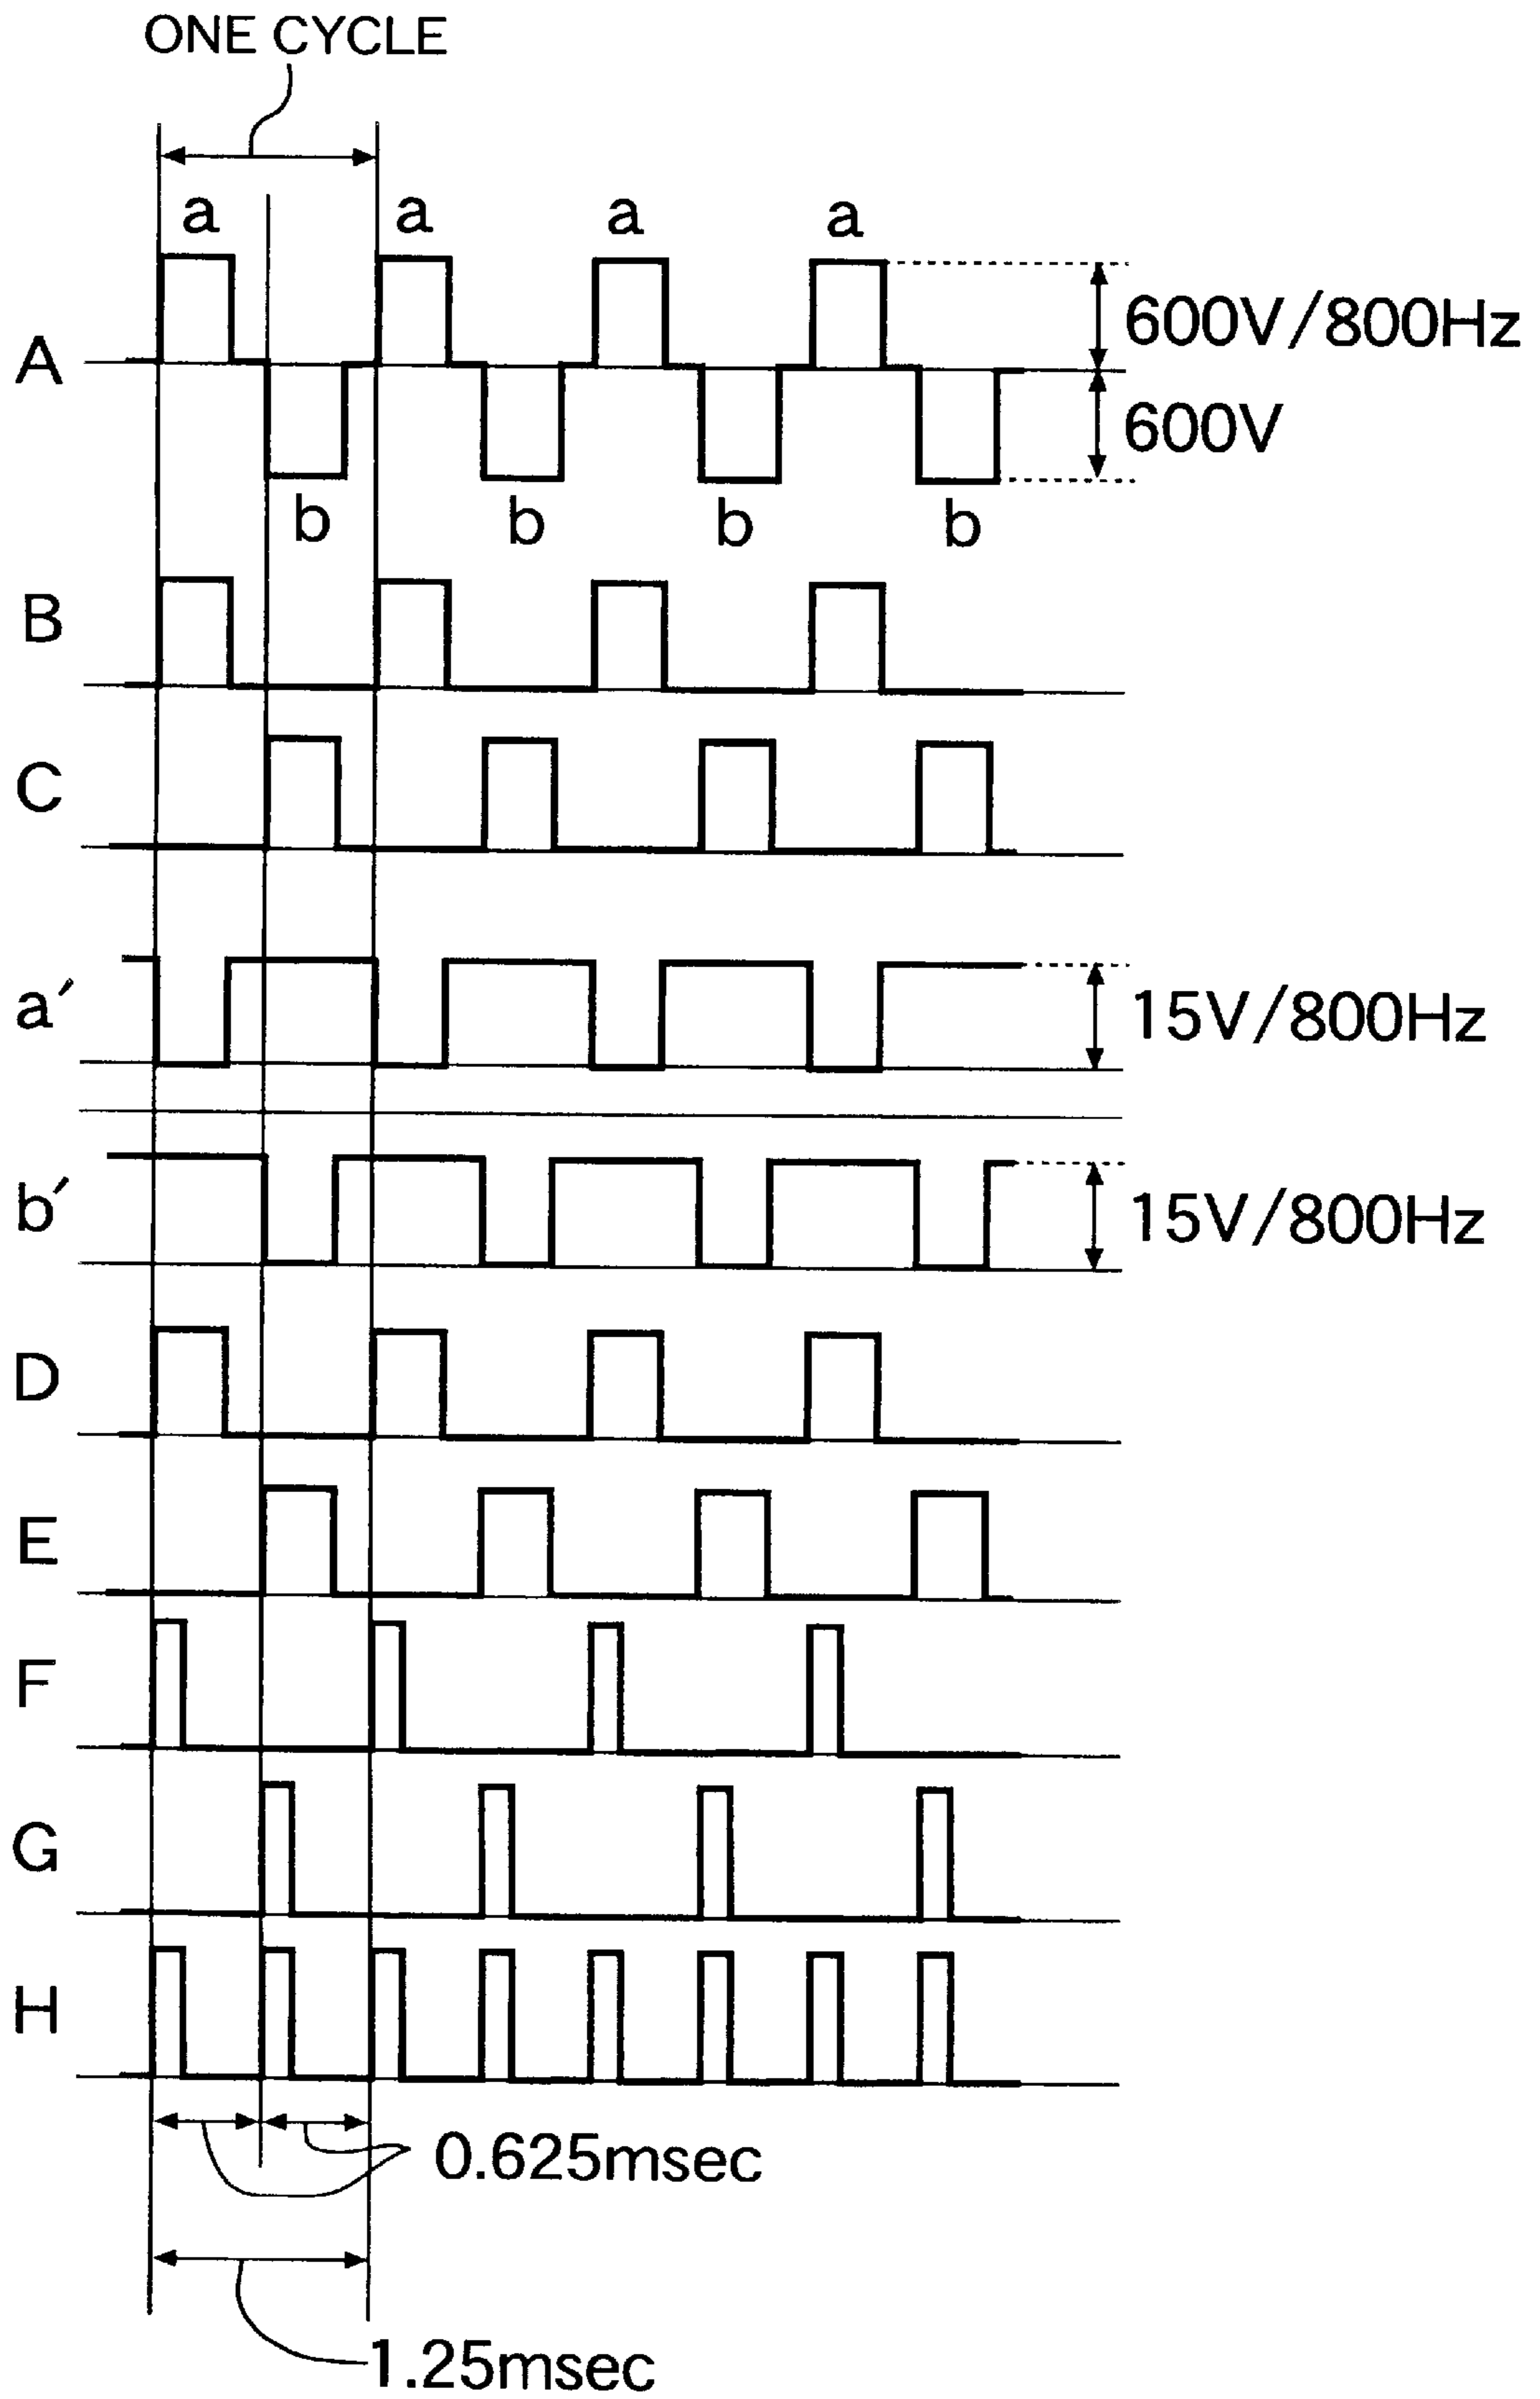 ONE CYCLE
a a a a
A
600V/800Hz
600V
b b b b
B
C
a′
15V/800Hz
b′
15V/800Hz
D
E
F
G
H
0.625msec
1.25msec